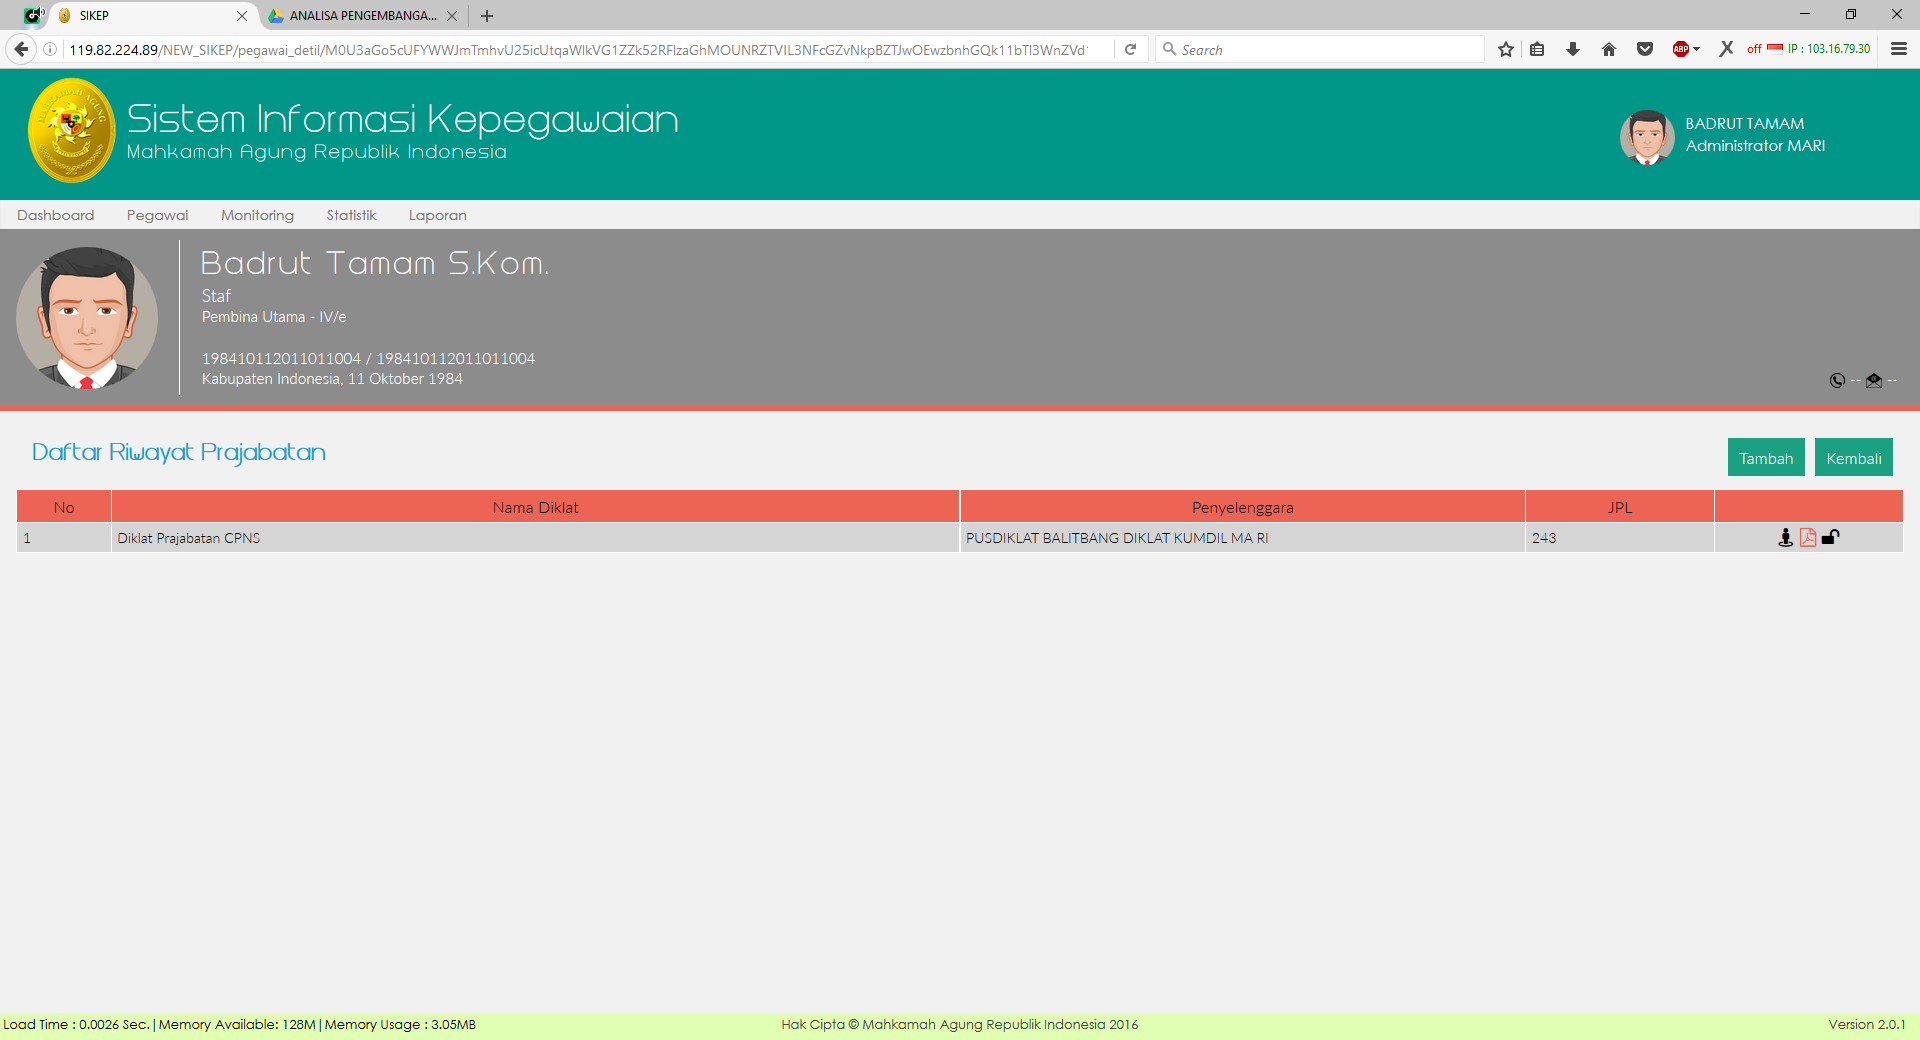 SIKEP
ANALISA PENGEMBANGA...
119.82.224.89/NEW_SIKEP/pegawai_detil/
Search
ABP
off IP : 103.16.79.30
Sistem Informasi Kepegawaian
Mahkamah Agung Republik Indonesia
BADRUT TAMAM
Administrator MARI
Dashboard Pegawai Monitoring Statistik Laporan
Badrut Tamam S.Kom.
Staf
Pembina Utama - IV/e
198410112011011004 / 198410112011011004
Kabupaten Indonesia, 11 Oktober 1984
-- --
Daftar Riwayat Prajabatan
Tambah Kembali
No Nama Diklat Penyelenggara JPL
1 Diklat Prajabatan CPNS PUSDIKLAT BALITBANG DIKLAT KUMDIL MA RI 243
Load Time : 0.0026 Sec.|Memory Available: 128M|Memory Usage : 3.05MB
Hak Cipta © Mahkamah Agung Republik Indonesia 2016
Version 2.0.1